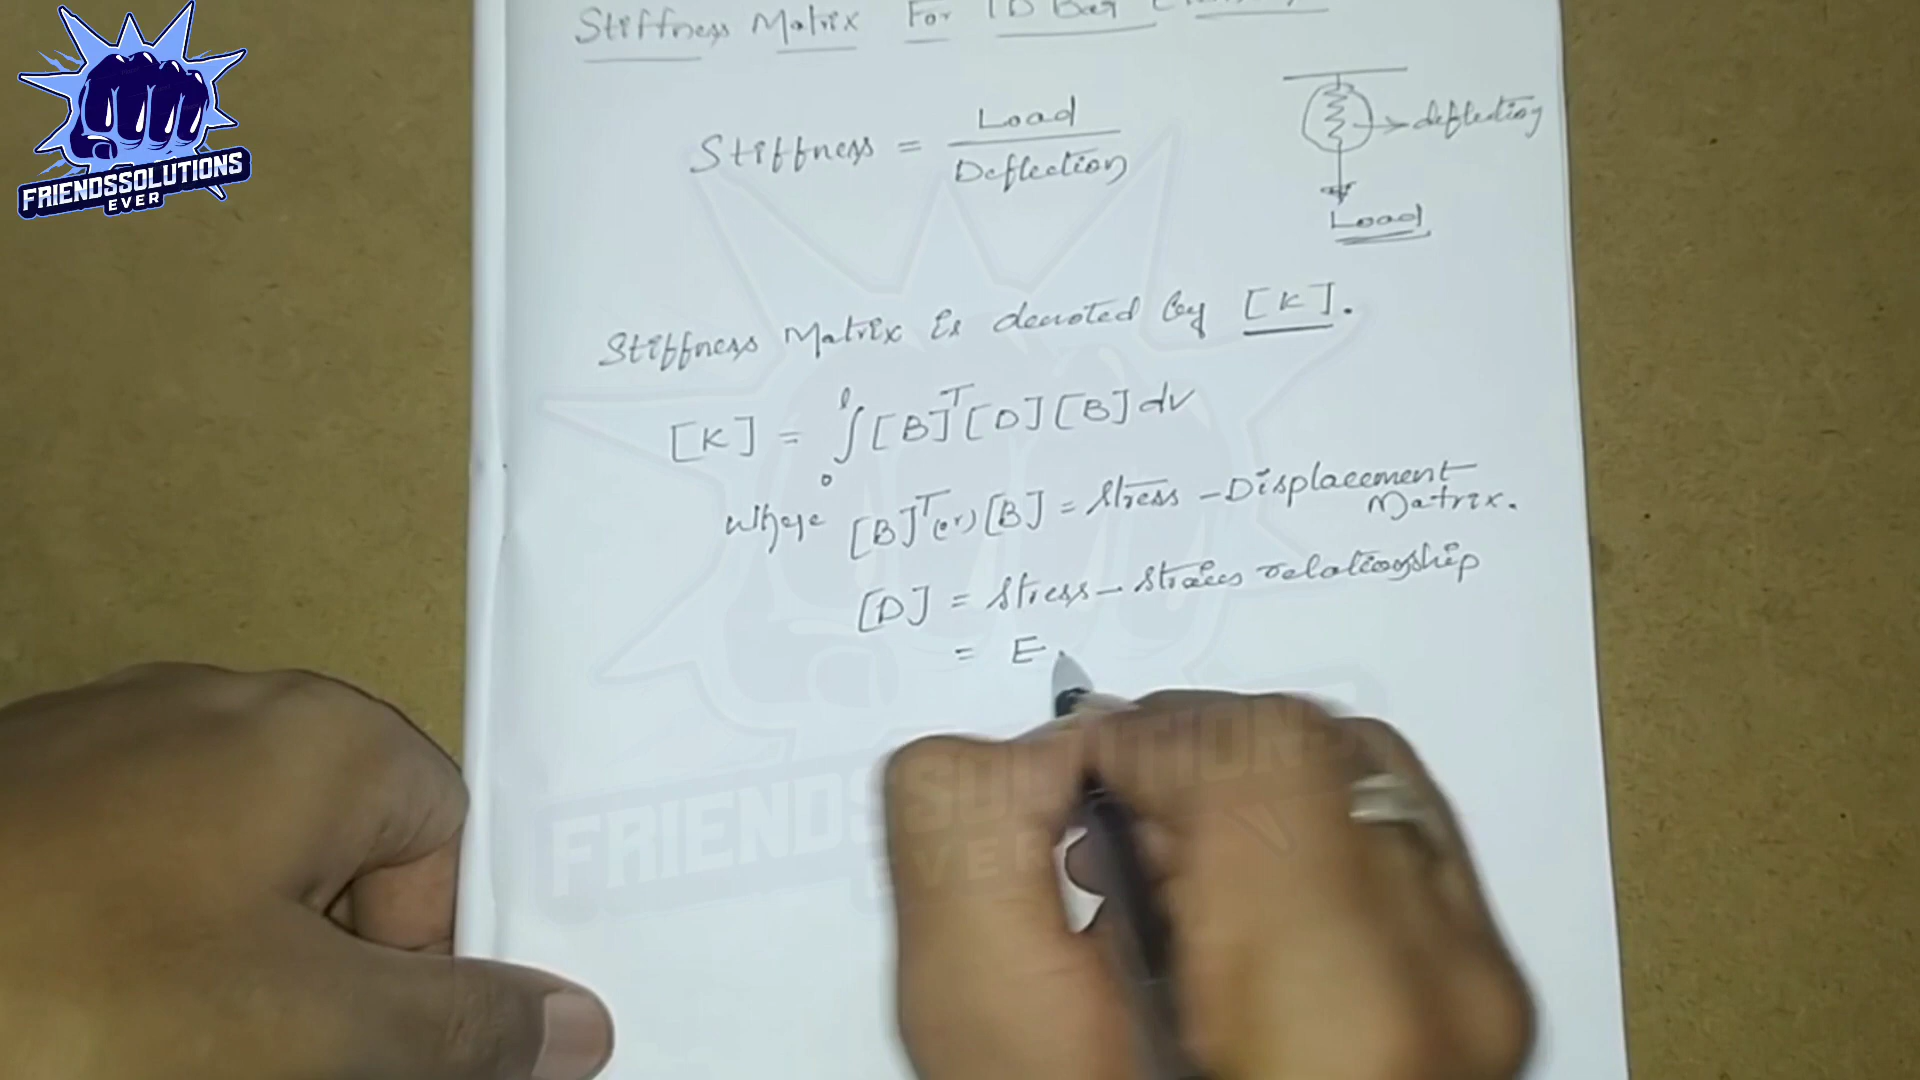 Stiffness Matrix For 1D Bar
Stiffness = Load / Deflection
deflection
Load
Stiffness Matrix is denoted by [K].
[K] = ∫₀ˡ [B]ᵀ [D] [B] dv
where [B]ᵀ (or) [B] = Stress - Displacement Matrix.
[D] = Stress - Strain relationship
= E
FRIENDSSOLUTIONS
EVER
FRIENDSSOLUTIONS
EVER